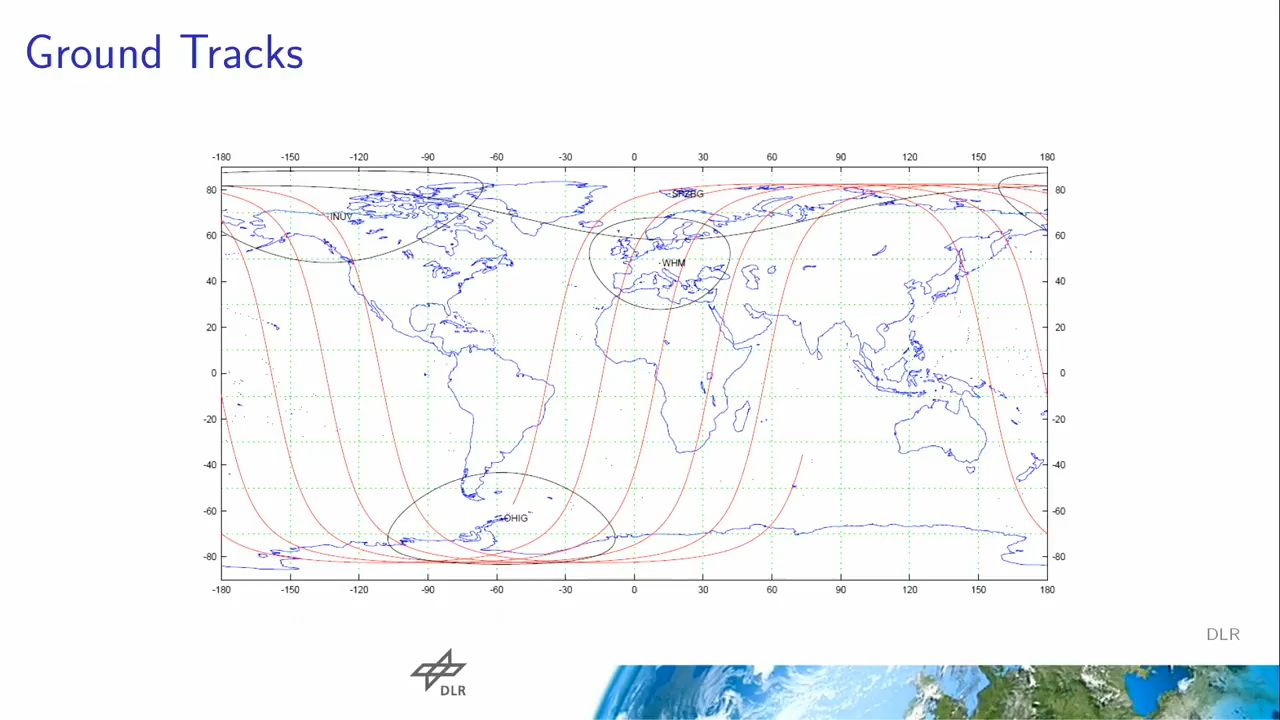 Ground Tracks
-180 -150 -120 -90 -60 -30 0 30 60 90 120 150 180
80 80
SPZBG
INUV
60 60
WHM
40 40
20 20
0 0
-20 -20
-40 -40
-60 -60
OHIG
-80 -80
-180 -150 -120 -90 -60 -30 0 30 60 90 120 150 180
DLR
DLR